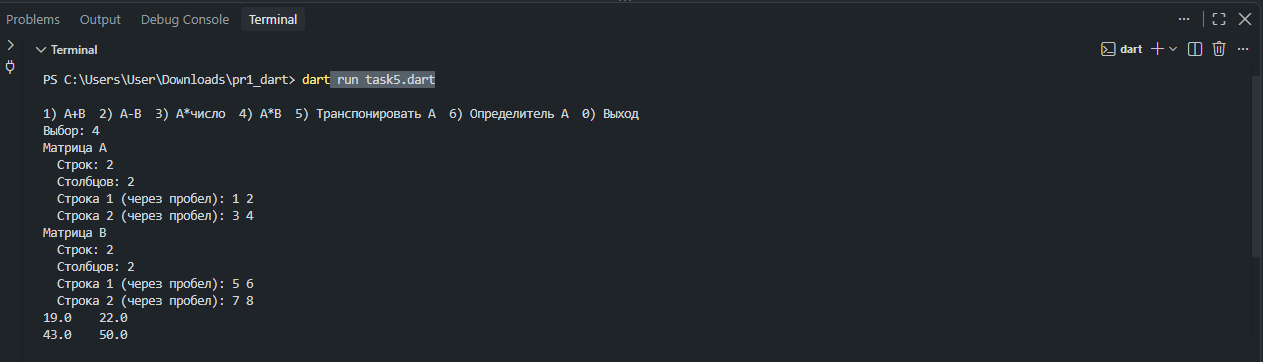 Problems Output Debug Console Terminal
Terminal dart
PS C:\Users\User\Downloads\pr1_dart> dart run task5.dart
1) A+B 2) A-B 3) A*число 4) A*B 5) Транспонировать A 6) Определитель A 0) Выход
Выбор: 4
Матрица A
Строк: 2
Столбцов: 2
Строка 1 (через пробел): 1 2
Строка 2 (через пробел): 3 4
Матрица B
Строк: 2
Столбцов: 2
Строка 1 (через пробел): 5 6
Строка 2 (через пробел): 7 8
19.0 22.0
43.0 50.0